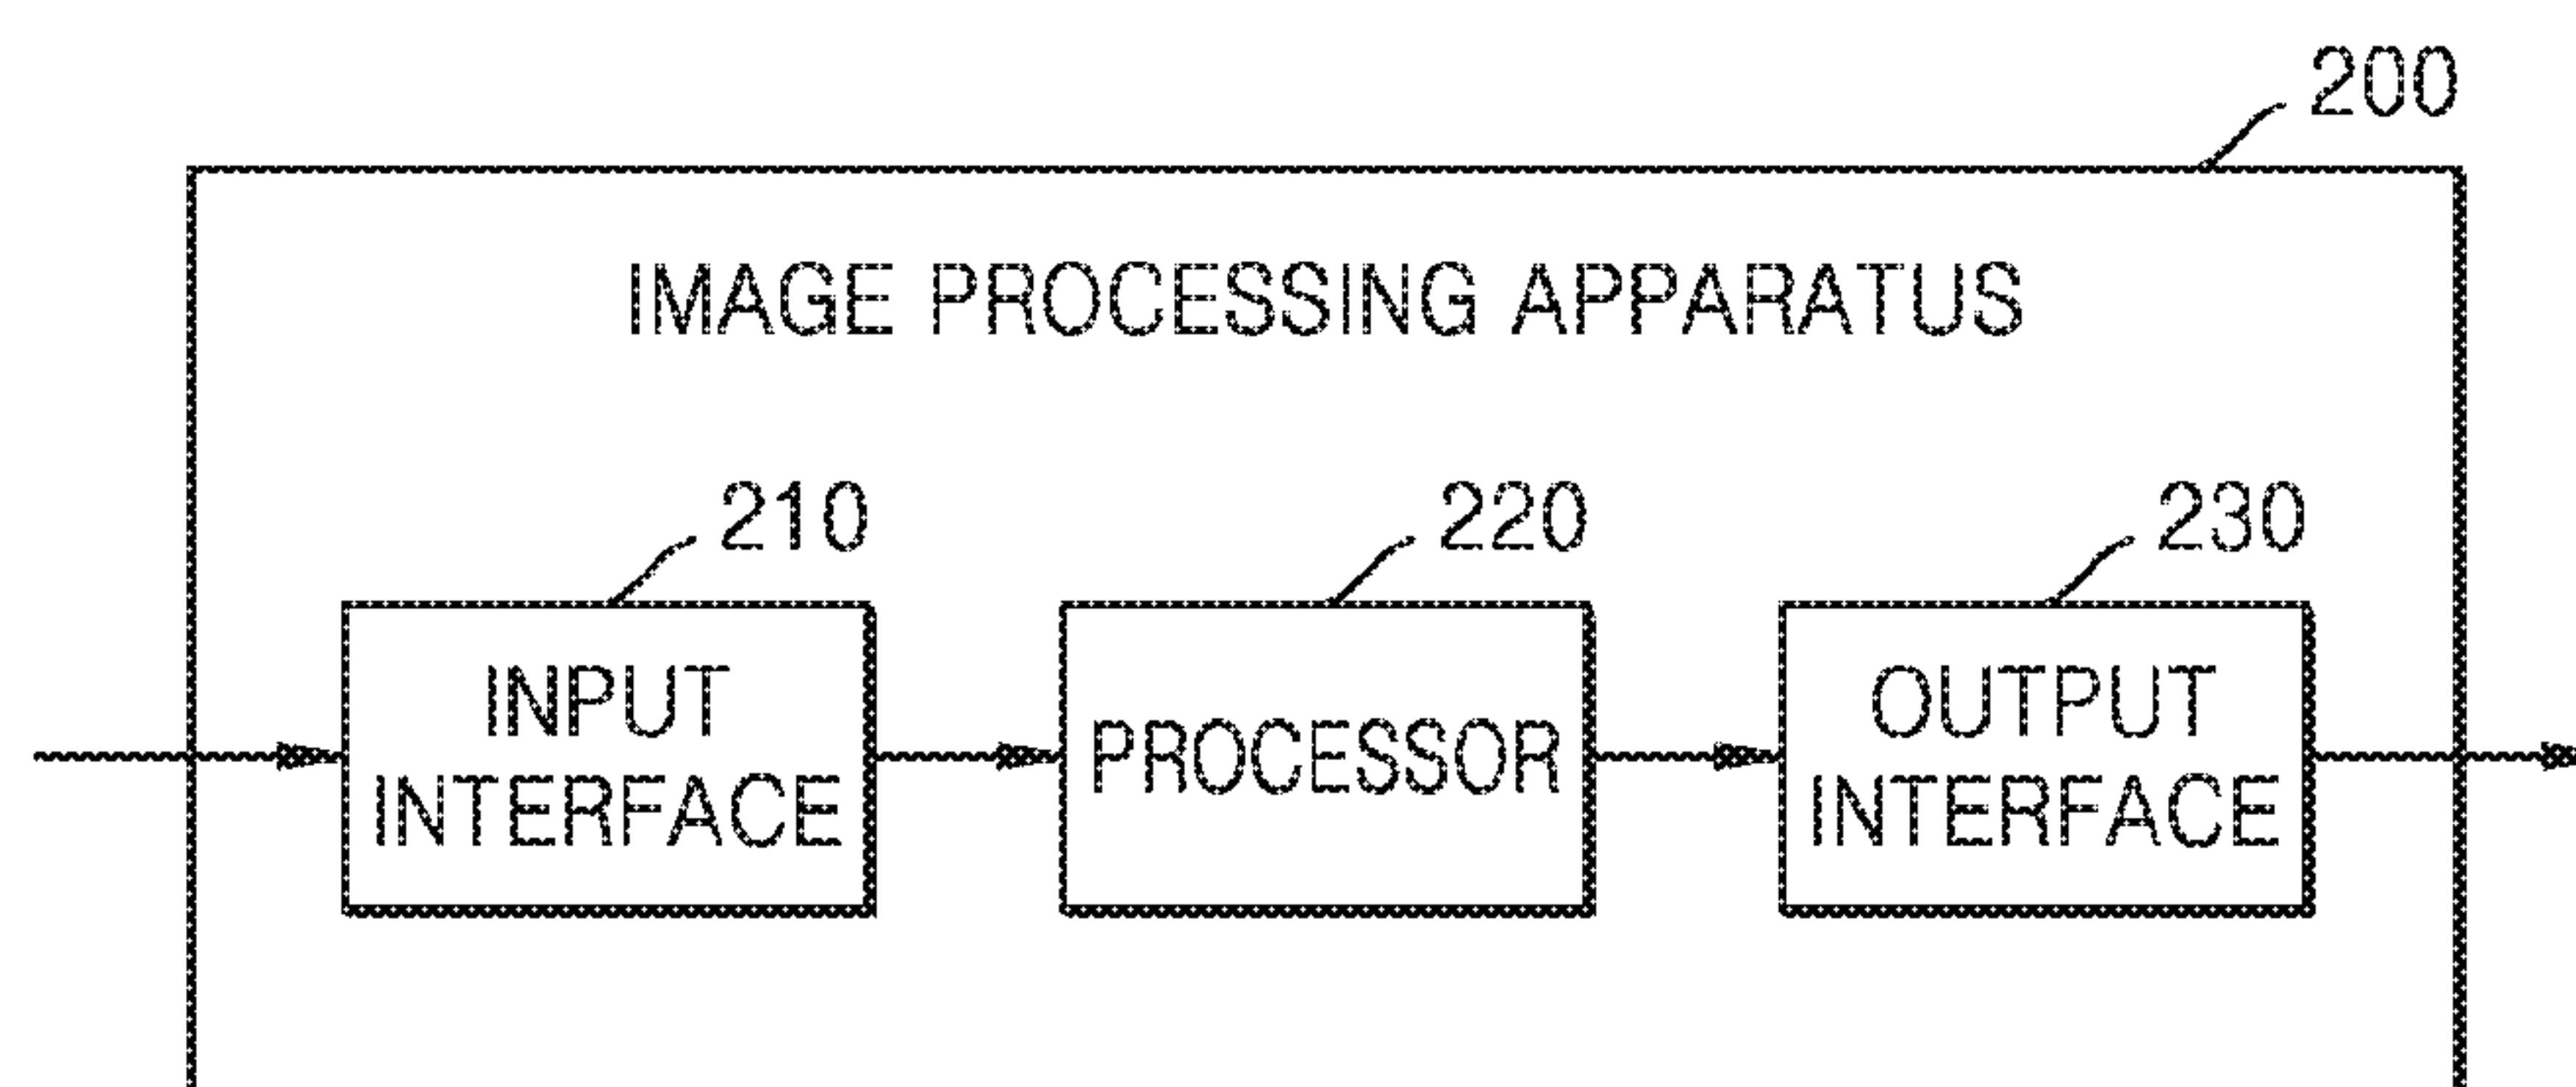 200
IMAGE PROCESSING APPARATUS
210
220
230
INPUT
INTERFACE
PROCESSOR
OUTPUT
INTERFACE